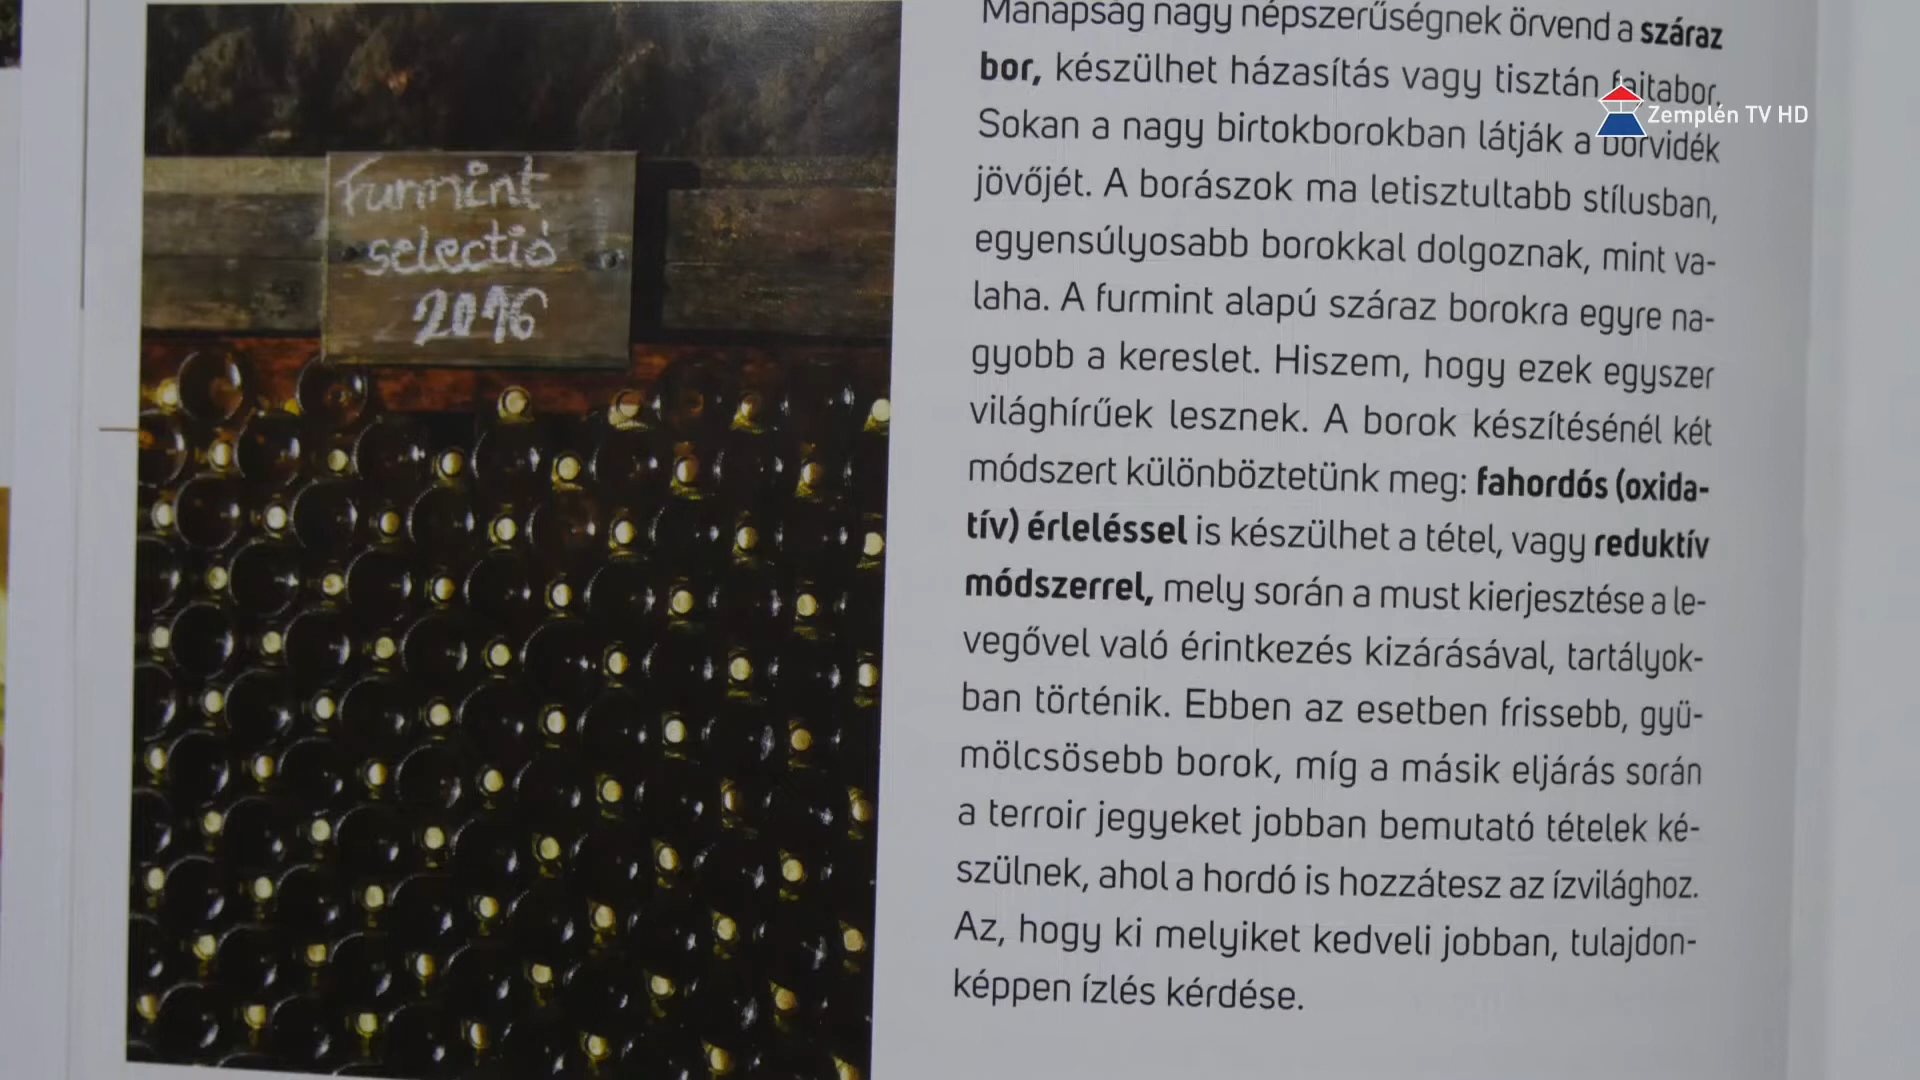 Furmint
selectió
2016
Manapság nagy népszerűségnek örvend a száraz
bor, készülhet házasítás vagy tisztán fajtabor.
Sokan a nagy birtokborokban látják a borvidék
jövőjét. A borászok ma letisztultabb stílusban,
egyensúlyosabb borokkal dolgoznak, mint va-
laha. A furmint alapú száraz borokra egyre na-
gyobb a kereslet. Hiszem, hogy ezek egyszer
világhírűek lesznek. A borok készítésénél két
módszert különböztetünk meg: fahordós (oxida-
tív) érleléssel is készülhet a tétel, vagy reduktív
módszerrel, mely során a must kierjesztése a le-
vegővel való érintkezés kizárásával, tartályok-
ban történik. Ebben az esetben frissebb, gyü-
mölcsösebb borok, míg a másik eljárás során
a terroir jegyeket jobban bemutató tételek ké-
szülnek, ahol a hordó is hozzátesz az ízvilághoz.
Az, hogy ki melyiket kedveli jobban, tulajdon-
képpen ízlés kérdése.
Zemplén TV HD